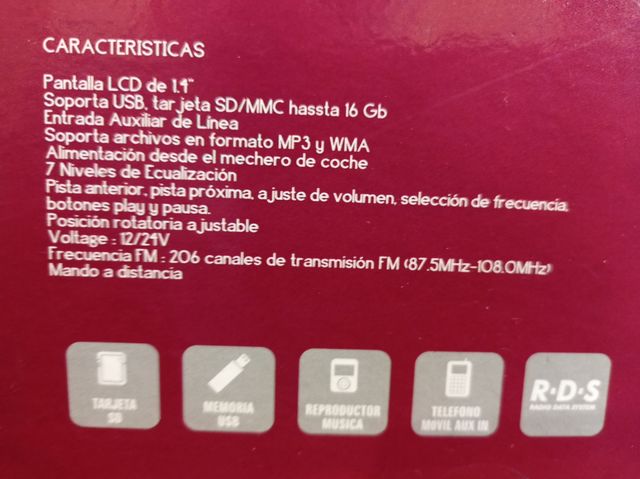 CARACTERISTICAS
Pantalla LCD de 1.4"
Soporta USB, tarjeta SD/MMC hassta 16 Gb
Entrada Auxiliar de Línea
Soporta archivos en formato MP3 y WMA
Alimentación desde el mechero de coche
7 Niveles de Ecualización
Pista anterior, pista próxima, ajuste de volumen, selección de frecuencia,
botones play y pausa.
Posición rotatoria ajustable
Voltage : 12/24V
Frecuencia FM : 206 canales de transmisión FM (87.5MHz-108.0MHz)
Mando a distancia
TARJETA
SD
MEMORIA
USB
REPRODUCTOR
MUSICA
TELEFONO
MOVIL AUX IN
R·D·S
RADIO DATA SYSTEM